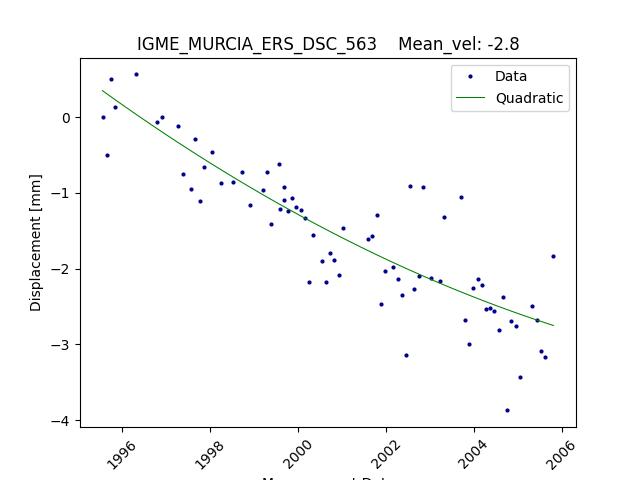 IGME_MURCIA_ERS_DSC_563    Mean_vel: -2.8
Data
Quadratic
Displacement [mm]
0
−1
−2
−3
−4
1996
1998
2000
2002
2004
2006